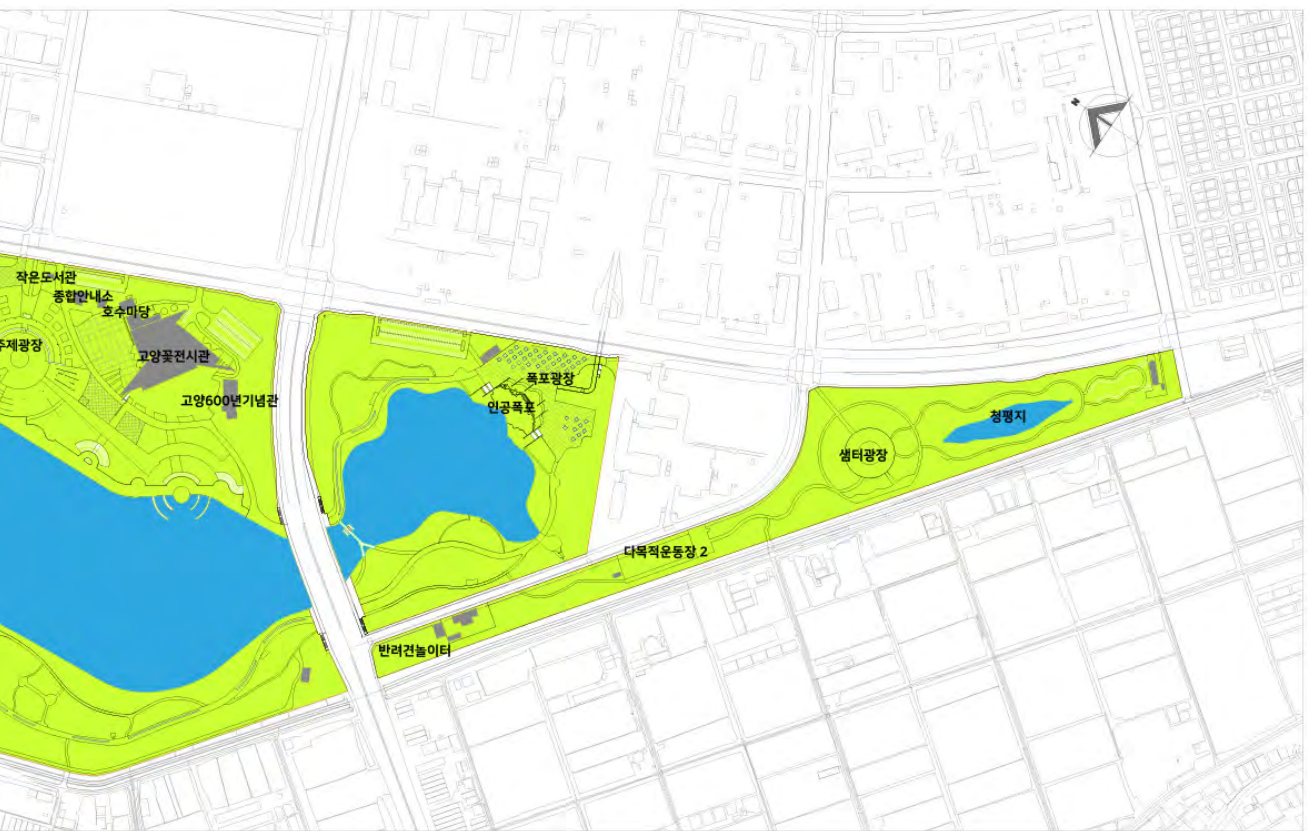 N
작은도서관
종합안내소
호수마당
주제광장
고양꽃전시관
고양600년기념관
폭포광장
인공폭포
청평지
샘터광장
다목적운동장 2
반려견놀이터